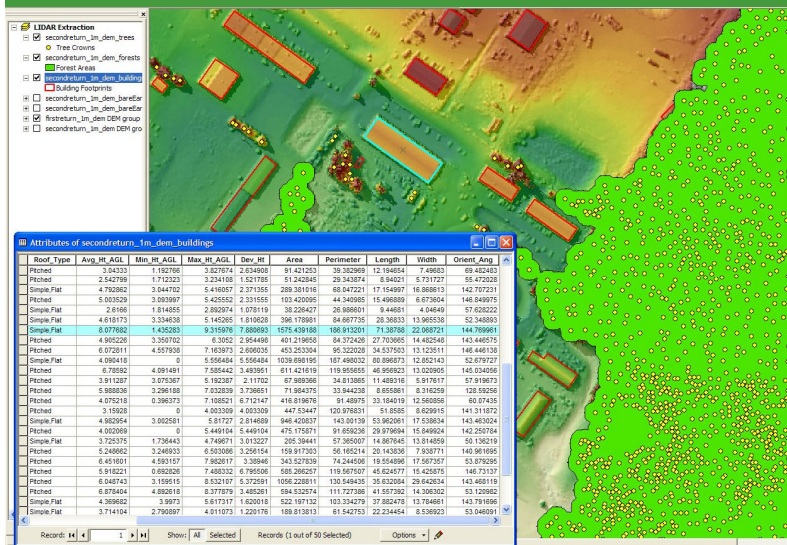 LIDAR Extraction
secondreturn_1m_dem_trees
Tree Crowns
secondreturn_1m_dem_forests
Forest Areas
secondreturn_1m_dem_building
Building Footprints
secondreturn_1m_dem_bareEar
secondreturn_1m_dem_bareEar
firstreturn_1m_dem DEM group
secondreturn_1m_dem DEM gro
Attributes of secondreturn_1m_dem_buildings
Roof_Type Avg_Ht_AGL Min_Ht_AGL Max_Ht_AGL Dev_Ht Area Perimeter Length Width Orient_Ang
Pitched 3.04333 1.192766 3.827674 2.634908 91.421253 39.382969 12.194654 7.49683 69.482483
Pitched 2.542799 1.712323 3.234108 1.521785 51.242845 29.343874 8.94021 5.731727 55.472028
Simple,Flat 4.792862 3.044702 5.416057 2.371355 289.381016 68.047221 17.154997 16.868613 142.707231
Pitched 5.003529 3.093997 5.425552 2.331555 103.420095 44.340985 15.496889 6.673604 146.849975
Simple,Flat 2.6166 1.814855 2.892974 1.078119 38.226427 26.986601 9.44681 4.04649 57.628222
Simple,Flat 4.618173 3.334638 5.145265 1.810628 396.178981 84.667735 28.36833 13.965538 52.348893
Simple,Flat 8.077682 1.435283 9.315976 7.880693 1575.439188 186.913201 71.38788 22.068721 144.769961
Pitched 4.905226 3.350702 6.3052 2.954498 401.219658 84.372426 27.703665 14.482548 143.446575
Pitched 6.072811 4.557938 7.163973 2.606035 453.253304 95.322028 34.537503 13.123511 146.446138
Simple,Flat 4.090418 0 5.556484 5.556484 1039.698195 187.498032 80.896873 12.852143 52.679727
Pitched 6.78592 4.091491 7.585442 3.493951 611.421619 119.955655 46.956923 13.020905 145.034056
Pitched 3.911287 3.075367 5.192387 2.11702 67.989366 34.813865 11.489316 5.917617 57.919673
Pitched 5.988836 3.296188 7.032839 3.736651 71.984375 33.944238 8.655861 8.316259 128.59256
Pitched 4.075218 0.396373 7.108521 6.712147 416.819676 91.48975 33.184019 12.560856 60.07435
Pitched 3.15928 0 4.003309 4.003309 447.53447 120.976831 51.8585 8.629915 141.311872
Simple,Flat 4.982954 3.002581 5.81727 2.814689 946.420837 143.00139 53.962061 17.538634 143.463024
Pitched 4.002069 0 5.449104 5.449104 475.175871 91.659236 29.979694 15.849924 142.250784
Simple,Flat 3.725375 1.736443 4.749671 3.013227 205.39441 57.365007 14.867645 13.814859 50.136219
Pitched 5.248662 3.246933 6.503086 3.256154 159.917303 56.165214 20.143836 7.938771 140.961695
Pitched 6.451601 4.593157 7.982617 3.38946 343.527839 74.244506 19.554896 17.567357 53.879295
Pitched 5.918221 0.692826 7.488332 6.795506 585.266257 119.567507 45.624577 14.425875 146.73137
Pitched 6.048743 3.159515 8.532107 5.372591 1056.228811 130.549435 35.632084 29.642634 143.468119
Pitched 6.878404 4.892618 8.377879 3.485261 594.532574 111.727386 41.557392 14.306302 53.120982
Simple,Flat 4.369682 3.9973 5.617317 1.620018 522.197132 103.334279 37.882478 13.784661 143.791696
Simple,Flat 3.714104 2.790897 4.011073 1.220176 189.813813 61.542753 22.234454 8.536923 53.046091
Record: 1 Show: All Selected Records (1 out of 50 Selected) Options